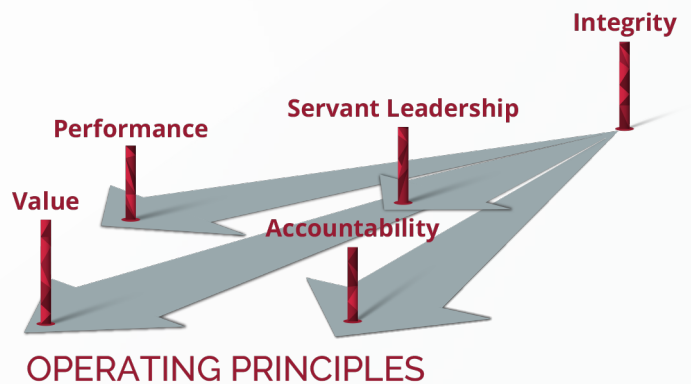 Integrity
Servant Leadership
Performance
Value
Accountability
OPERATING PRINCIPLES